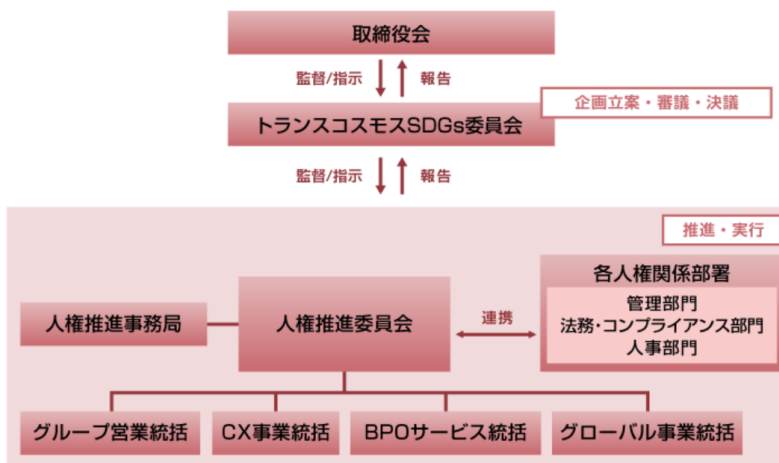 取締役会
監督/指示
報告
企画立案・審議・決議
トランスコスモスSDGs委員会
監督/指示
報告
推進・実行
各人権関係部署
管理部門
法務・コンプライアンス部門
人事部門
人権推進事務局
人権推進委員会
連携
グループ営業統括
CX事業統括
BPOサービス統括
グローバル事業統括